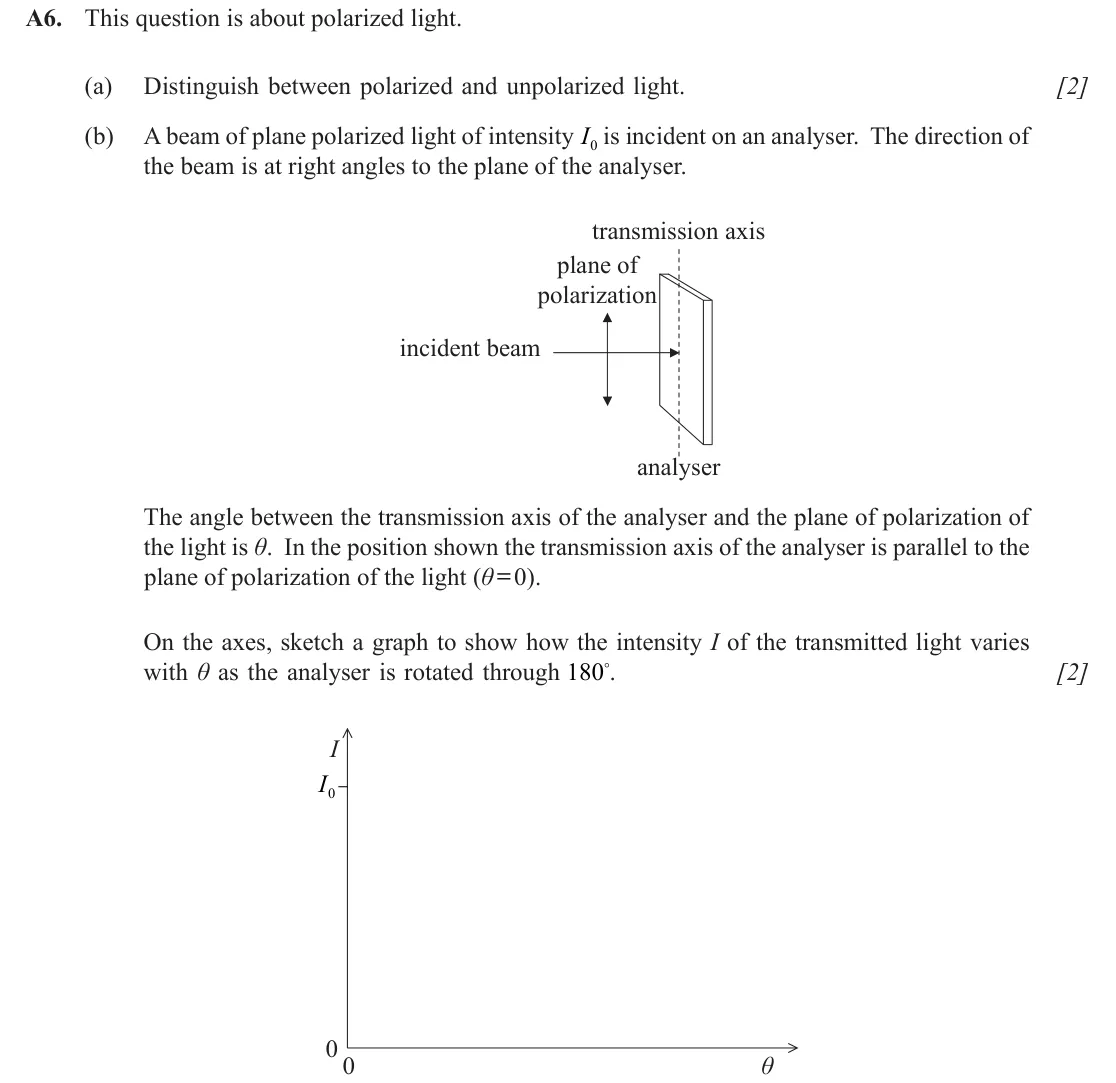 A6. This question is about polarized light.
(a) Distinguish between polarized and unpolarized light. [2]
(b) A beam of plane polarized light of intensity I₀ is incident on an analyser. The direction of
the beam is at right angles to the plane of the analyser.
transmission axis
plane of
polarization
incident beam
analyser
The angle between the transmission axis of the analyser and the plane of polarization of
the light is θ. In the position shown the transmission axis of the analyser is parallel to the
plane of polarization of the light (θ=0).
On the axes, sketch a graph to show how the intensity I of the transmitted light varies
with θ as the analyser is rotated through 180°. [2]
I
I₀
0
0
θ